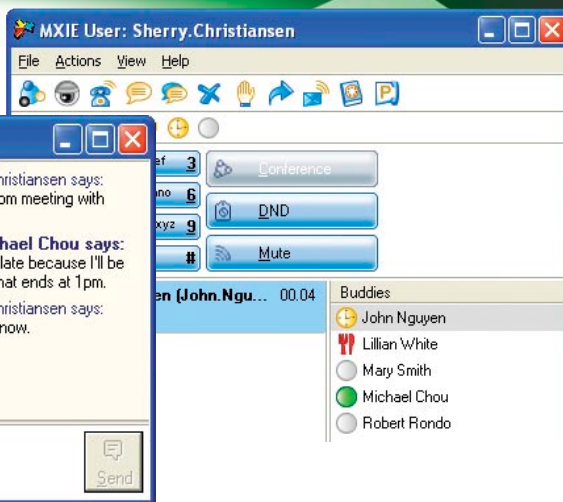 MXIE User: Sherry.Christiansen
File Actions View Help
3
Conference
6
DND
xyz 9
#
Mute
hristiansen says:
om meeting with
hael Chou says:
late because I'll be
hat ends at 1pm.
hristiansen says:
now.
Send
en (John.Ngu... 00.04
Buddies
John Nguyen
Lillian White
Mary Smith
Michael Chou
Robert Rondo